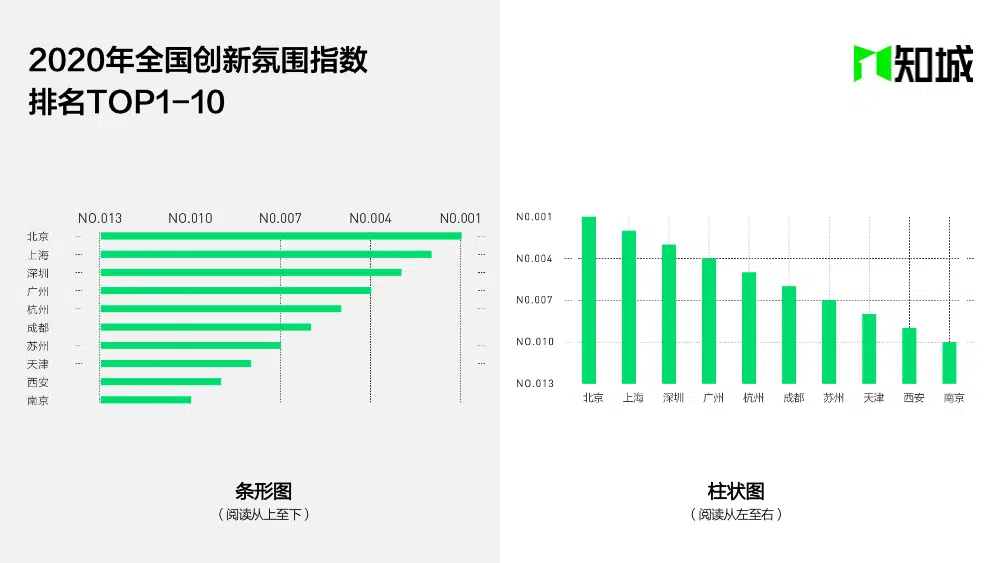 2020年全国创新氛围指数
排名TOP1-10
知城
NO.013 NO.010 NO.007 NO.004 NO.001
北京
上海
深圳
广州
杭州
成都
苏州
天津
西安
南京
条形图
（阅读从上至下）
NO.001
NO.004
NO.007
NO.010
NO.013
北京 上海 深圳 广州 杭州 成都 苏州 天津 西安 南京
柱状图
（阅读从左至右）